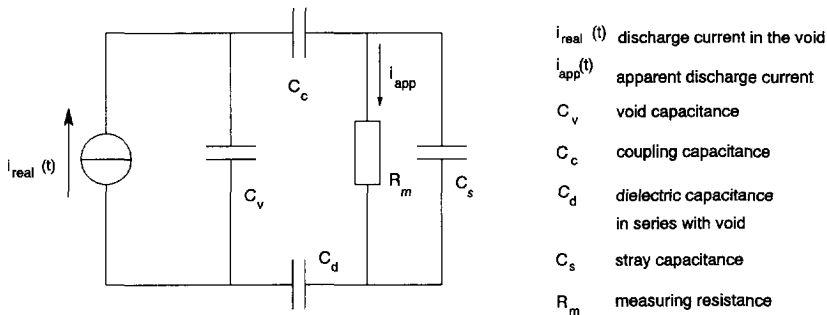 i_real (t)
C_c
C_v
i_app
R_m
C_s
C_d
i_real (t) discharge current in the void
i_app(t) apparent discharge current
C_v void capacitance
C_c coupling capacitance
C_d dielectric capacitance
in series with void
C_s stray capacitance
R_m measuring resistance